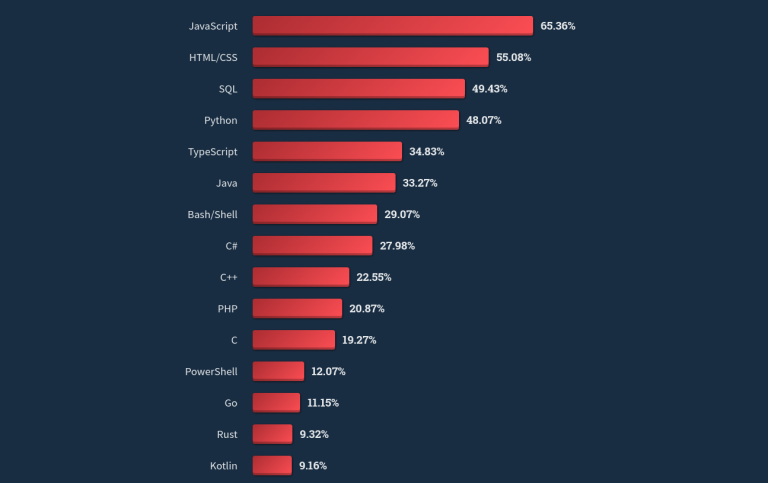 JavaScript 65.36%
HTML/CSS 55.08%
SQL 49.43%
Python 48.07%
TypeScript 34.83%
Java 33.27%
Bash/Shell 29.07%
C# 27.98%
C++ 22.55%
PHP 20.87%
C 19.27%
PowerShell 12.07%
Go 11.15%
Rust 9.32%
Kotlin 9.16%